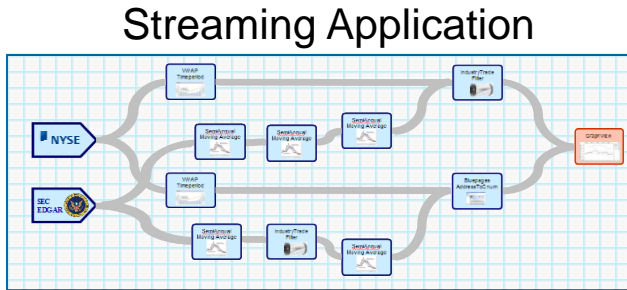 Streaming Application
VWAP
Timeperiod
IndustryTrade
Filter
NYSE
SemiAnnual
Moving Average
SemiAnnual
Moving Average
SemiAnnual
Moving Average
GraphView
SEC
EDGAR
VWAP
Timeperiod
Bluepages
AddressToCnum
SemiAnnual
Moving Average
IndustryTrade
Filter
SemiAnnual
Moving Average